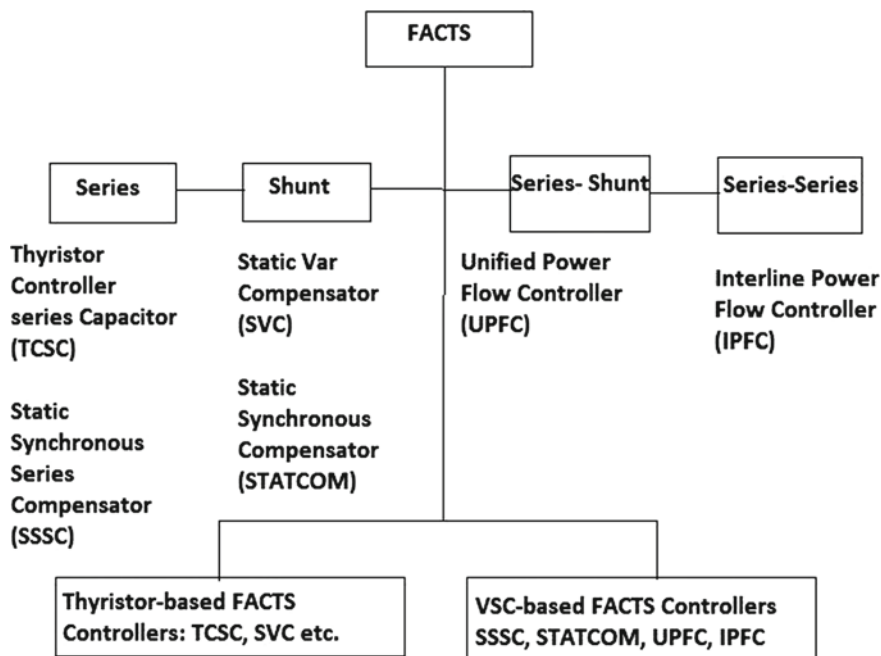 FACTS
Series
Shunt
Series- Shunt
Series-Series
Thyristor
Controller
series Capacitor
(TCSC)
Static
Synchronous
Series
Compensator
(SSSC)
Static Var
Compensator
(SVC)
Static
Synchronous
Compensator
(STATCOM)
Unified Power
Flow Controller
(UPFC)
Interline Power
Flow Controller
(IPFC)
Thyristor-based FACTS
Controllers: TCSC, SVC etc.
VSC-based FACTS Controllers
SSSC, STATCOM, UPFC, IPFC